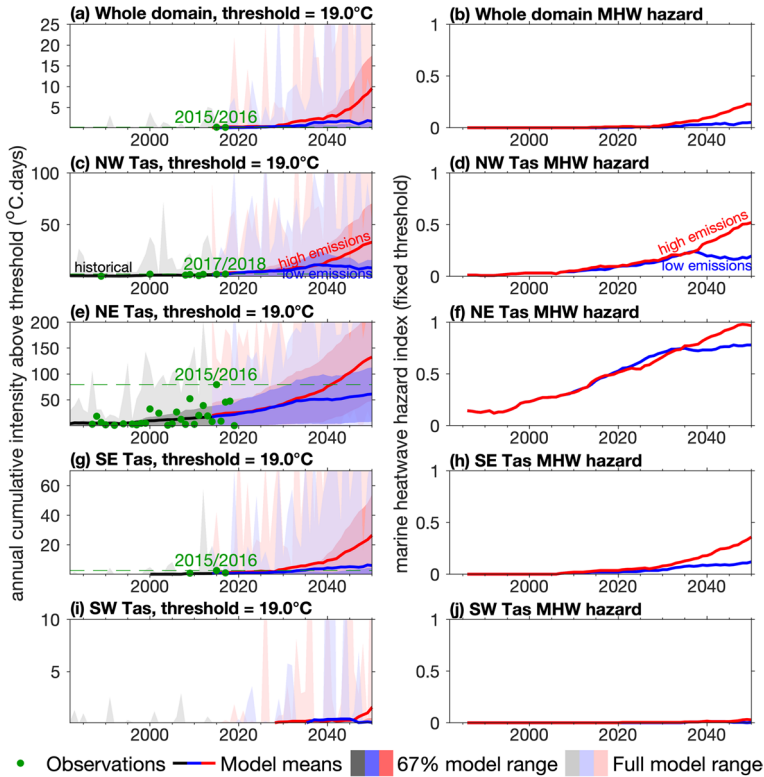 (a) Whole domain, threshold = 19.0°C
(b) Whole domain MHW hazard
25
20
15
10
5
2015/2016
2000 2020 2040
1
0.5
0
2000 2020 2040
(c) NW Tas, threshold = 19.0°C
(d) NW Tas MHW hazard
100
50
historical
2017/2018
high emissions
low emissions
2000 2020 2040
1
0.5
0
high emissions
low emissions
2000 2020 2040
(e) NE Tas, threshold = 19.0°C
(f) NE Tas MHW hazard
200
150
100
50
2015/2016
2000 2020 2040
1
0.5
0
2000 2020 2040
(g) SE Tas, threshold = 19.0°C
(h) SE Tas MHW hazard
60
40
20
2015/2016
2000 2020 2040
1
0.5
0
2000 2020 2040
(i) SW Tas, threshold = 19.0°C
(j) SW Tas MHW hazard
10
5
2000 2020 2040
1
0.5
0
2000 2020 2040
annual cumulative intensity above threshold (°C.days)
marine heatwave hazard index (fixed threshold)
Observations Model means 67% model range Full model range